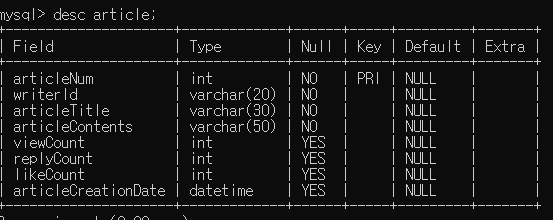 mysql> desc article;
| Field | Type | Null | Key | Default | Extra |
| articleNum | int | NO | PRI | NULL | |
| writerId | varchar(20) | NO | | NULL | |
| articleTitle | varchar(30) | NO | | NULL | |
| articleContents | varchar(50) | NO | | NULL | |
| viewCount | int | YES | | NULL | |
| replyCount | int | YES | | NULL | |
| likeCount | int | YES | | NULL | |
| articleCreationDate | datetime | YES | | NULL | |